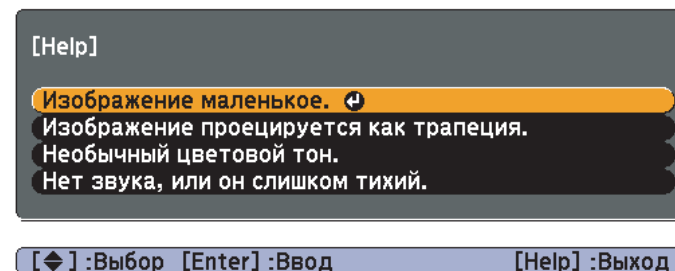 [Help]
Изображение маленькое.
Изображение проецируется как трапеция.
Необычный цветовой тон.
Нет звука, или он слишком тихий.
[◆] :Выбор [Enter] :Ввод [Help] :Выход